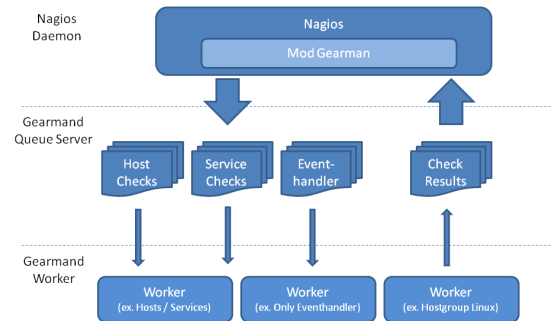 Nagios
Daemon
Nagios
Mod Gearman
Gearmand
Queue Server
Host
Checks
Service
Checks
Event-
handler
Check
Results
Gearmand
Worker
Worker
(ex. Hosts / Services)
Worker
(ex. Only Eventhandler)
Worker
(ex. Hostgroup Linux)